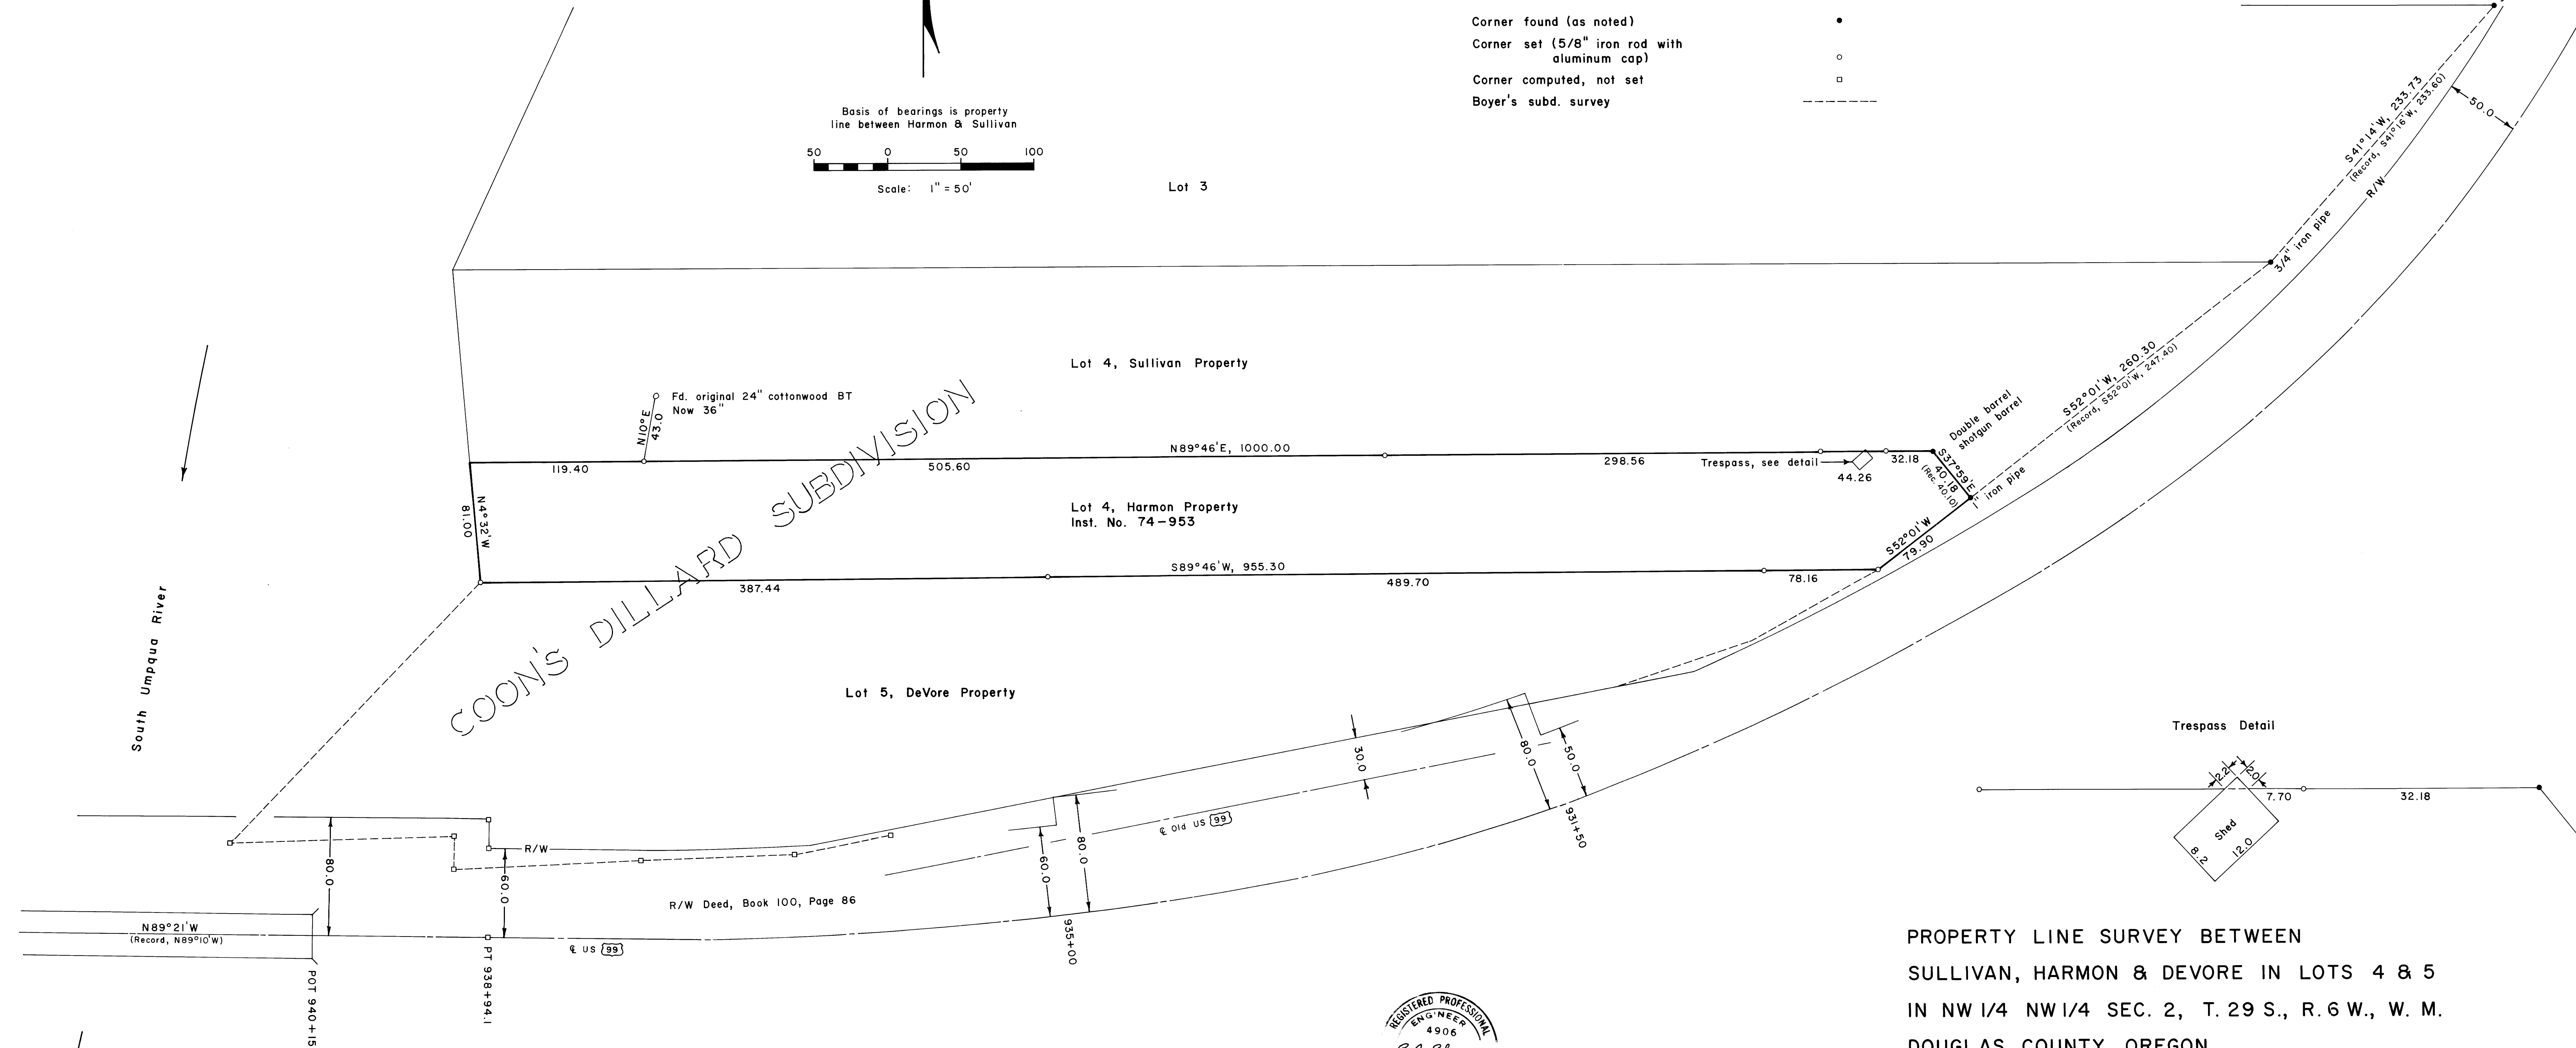 Corner found (as noted)
Corner set (5/8" iron rod with
aluminum cap)
Corner computed, not set
Boyer's subd. survey
Basis of bearings is property
line between Harmon & Sullivan
50 0 50 100
Scale: 1" = 50'
Lot 3
S41°14'W, 233.73
(Record, S41°16'W, 233.60)
50.0
R/W
3/4" iron pipe
Lot 4, Sullivan Property
Fd. original 24" cottonwood BT
Now 36"
N10°E
43.0
S52°01'W, 260.30
(Record, S52°01'W, 247.40)
Double barrel
shotgun barrel
N89°46'E, 1000.00
119.40
505.60
298.56
Trespass, see detail
44.26
32.18
S37°59'E
40.18
(Rec. 40.10)
1" iron pipe
N4°32'W
81.00
Lot 4, Harmon Property
Inst. No. 74-953
S52°01'W
79.90
S89°46'W, 955.30
387.44
489.70
78.16
COON'S DILLARD SUBDIVISION
South Umpqua River
Lot 5, DeVore Property
30.0
80.0
50.0
931+50
℄ Old US 99
60.0
80.0
935+00
R/W
80.0
60.0
R/W Deed, Book 100, Page 86
N89°21'W
(Record, N89°10'W)
℄ US 99
POT 940+15
PT 938+94.1
Trespass Detail
2.2
2.0
7.70
32.18
Shed
8.2
12.0
REGISTERED PROFESSIONAL
ENGINEER
4906
PROPERTY LINE SURVEY BETWEEN
SULLIVAN, HARMON & DEVORE IN LOTS 4 & 5
IN NW 1/4 NW 1/4 SEC. 2, T. 29 S., R. 6 W., W. M.
DOUGLAS COUNTY, OREGON